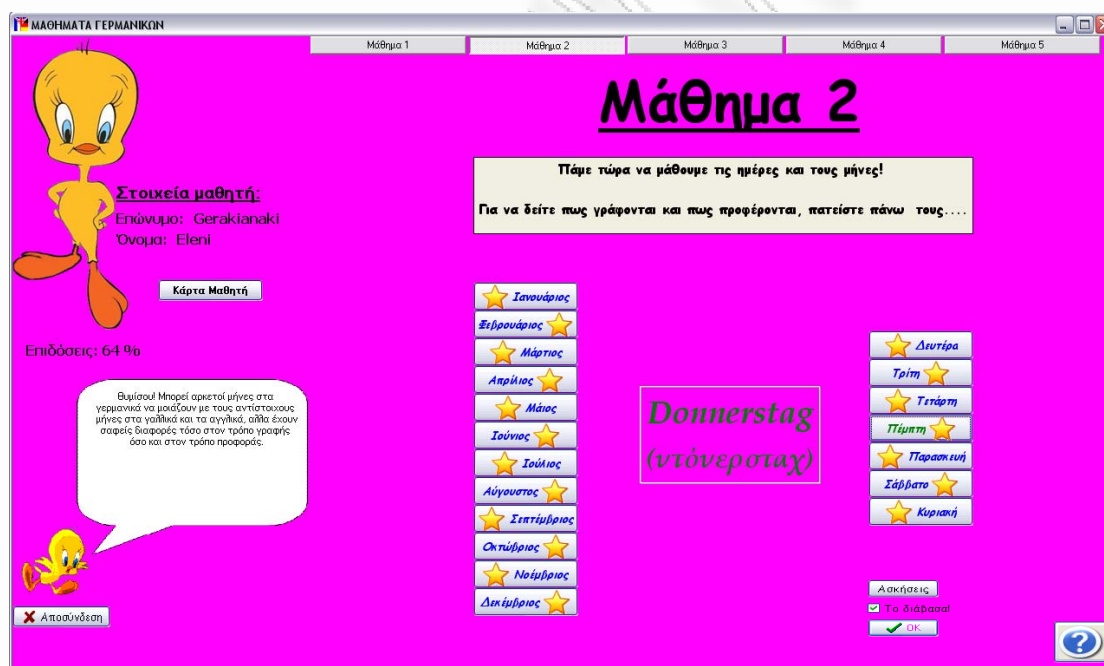 ΜΑΘΗΜΑΤΑ ΓΕΡΜΑΝΙΚΩΝ
Μάθημα 1
Μάθημα 2
Μάθημα 3
Μάθημα 4
Μάθημα 5
Μάθημα 2
Πάμε τώρα να μάθουμε τις ημέρες και τους μήνες!
Για να δείτε πως γράφονται και πως προφέρονται, πατείστε πάνω τους....
Στοιχεία μαθητή:
Επώνυμο: Gerakianaki
Όνομα: Eleni
Κάρτα Μαθητή
Επιδόσεις: 64 %
Θυμίσου! Μπορεί αρκετοί μήνες στα
γερμανικά να μοιάζουν με τους αντίστοιχους
μήνες στα γαλλικά και τα αγγλικά, αλλα έχουν
σαφείς διαφορές τόσο στον τρόπο γραφής
όσο και στον τρόπο προφοράς.
Αποσύνδεση
Ιανουάριος
Φεβρουάριος
Μάρτιος
Απρίλιος
Μάιος
Ιούνιος
Ιούλιος
Αύγουστος
Σεπτέμβριος
Οκτώβριος
Νοέμβριος
Δεκέμβριος
Donnerstag
(ντόνερσταχ)
Δευτέρα
Τρίτη
Τετάρτη
Πέμπτη
Παρασκευή
Σάββατο
Κυριακή
Ασκήσεις
Το διάβασα!
OK